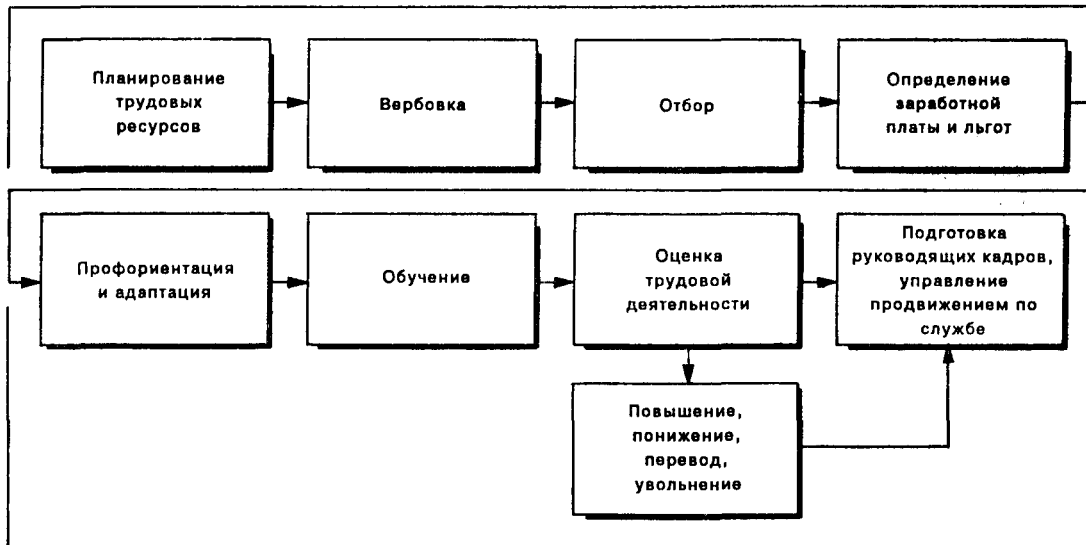 Планирование
трудовых
ресурсов
Вербовка
Отбор
Определение
заработной
платы и льгот
Профориентация
и адаптация
Обучение
Оценка
трудовой
деятельности
Подготовка
руководящих кадров,
управление
продвижением по
службе
Повышение,
понижение,
перевод,
увольнение